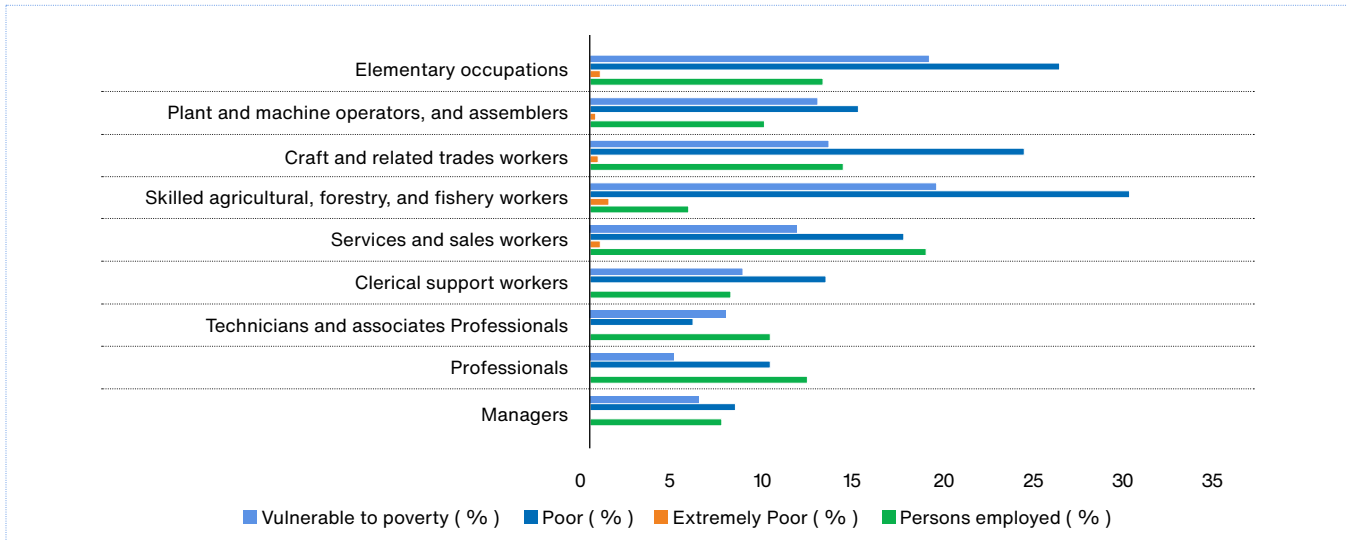 Elementary occupations
Plant and machine operators, and assemblers
Craft and related trades workers
Skilled agricultural, forestry, and fishery workers
Services and sales workers
Clerical support workers
Technicians and associates Professionals
Professionals
Managers
0 5 10 15 20 25 30 35
Vulnerable to poverty ( % ) Poor ( % ) Extremely Poor ( % ) Persons employed ( % )